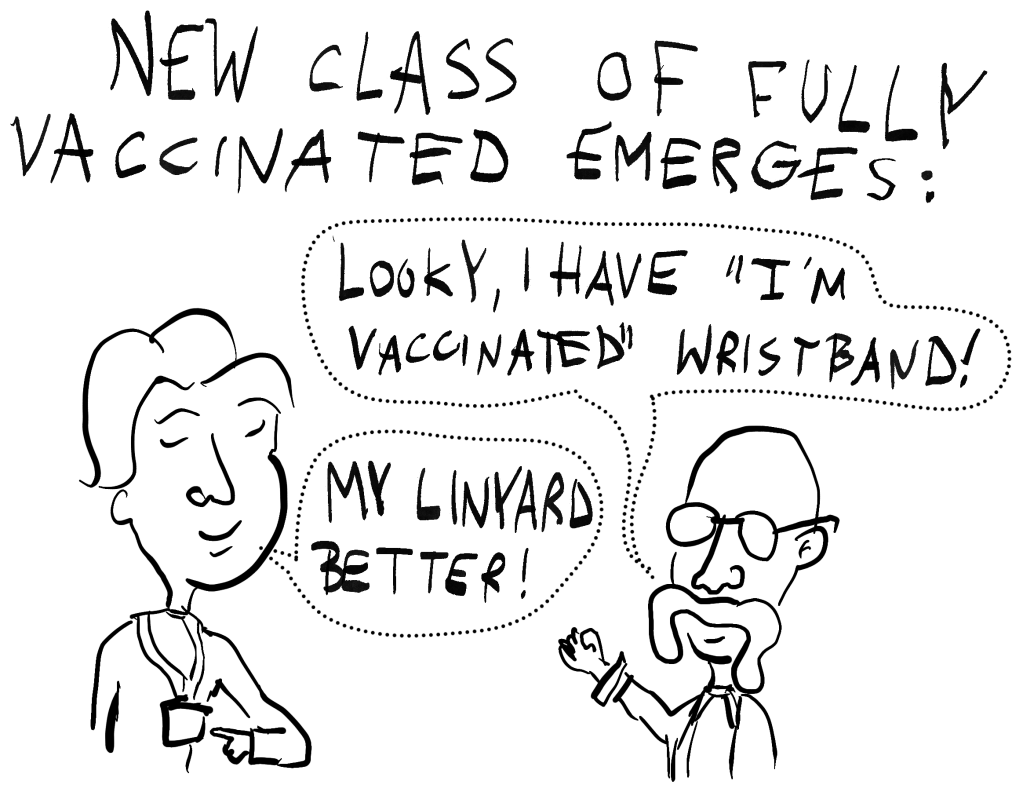 NEW CLASS OF FULLY
VACCINATED EMERGES:
LOOKY, I HAVE "I'M
VACCINATED" WRISTBAND!
MY LINYARD
BETTER!